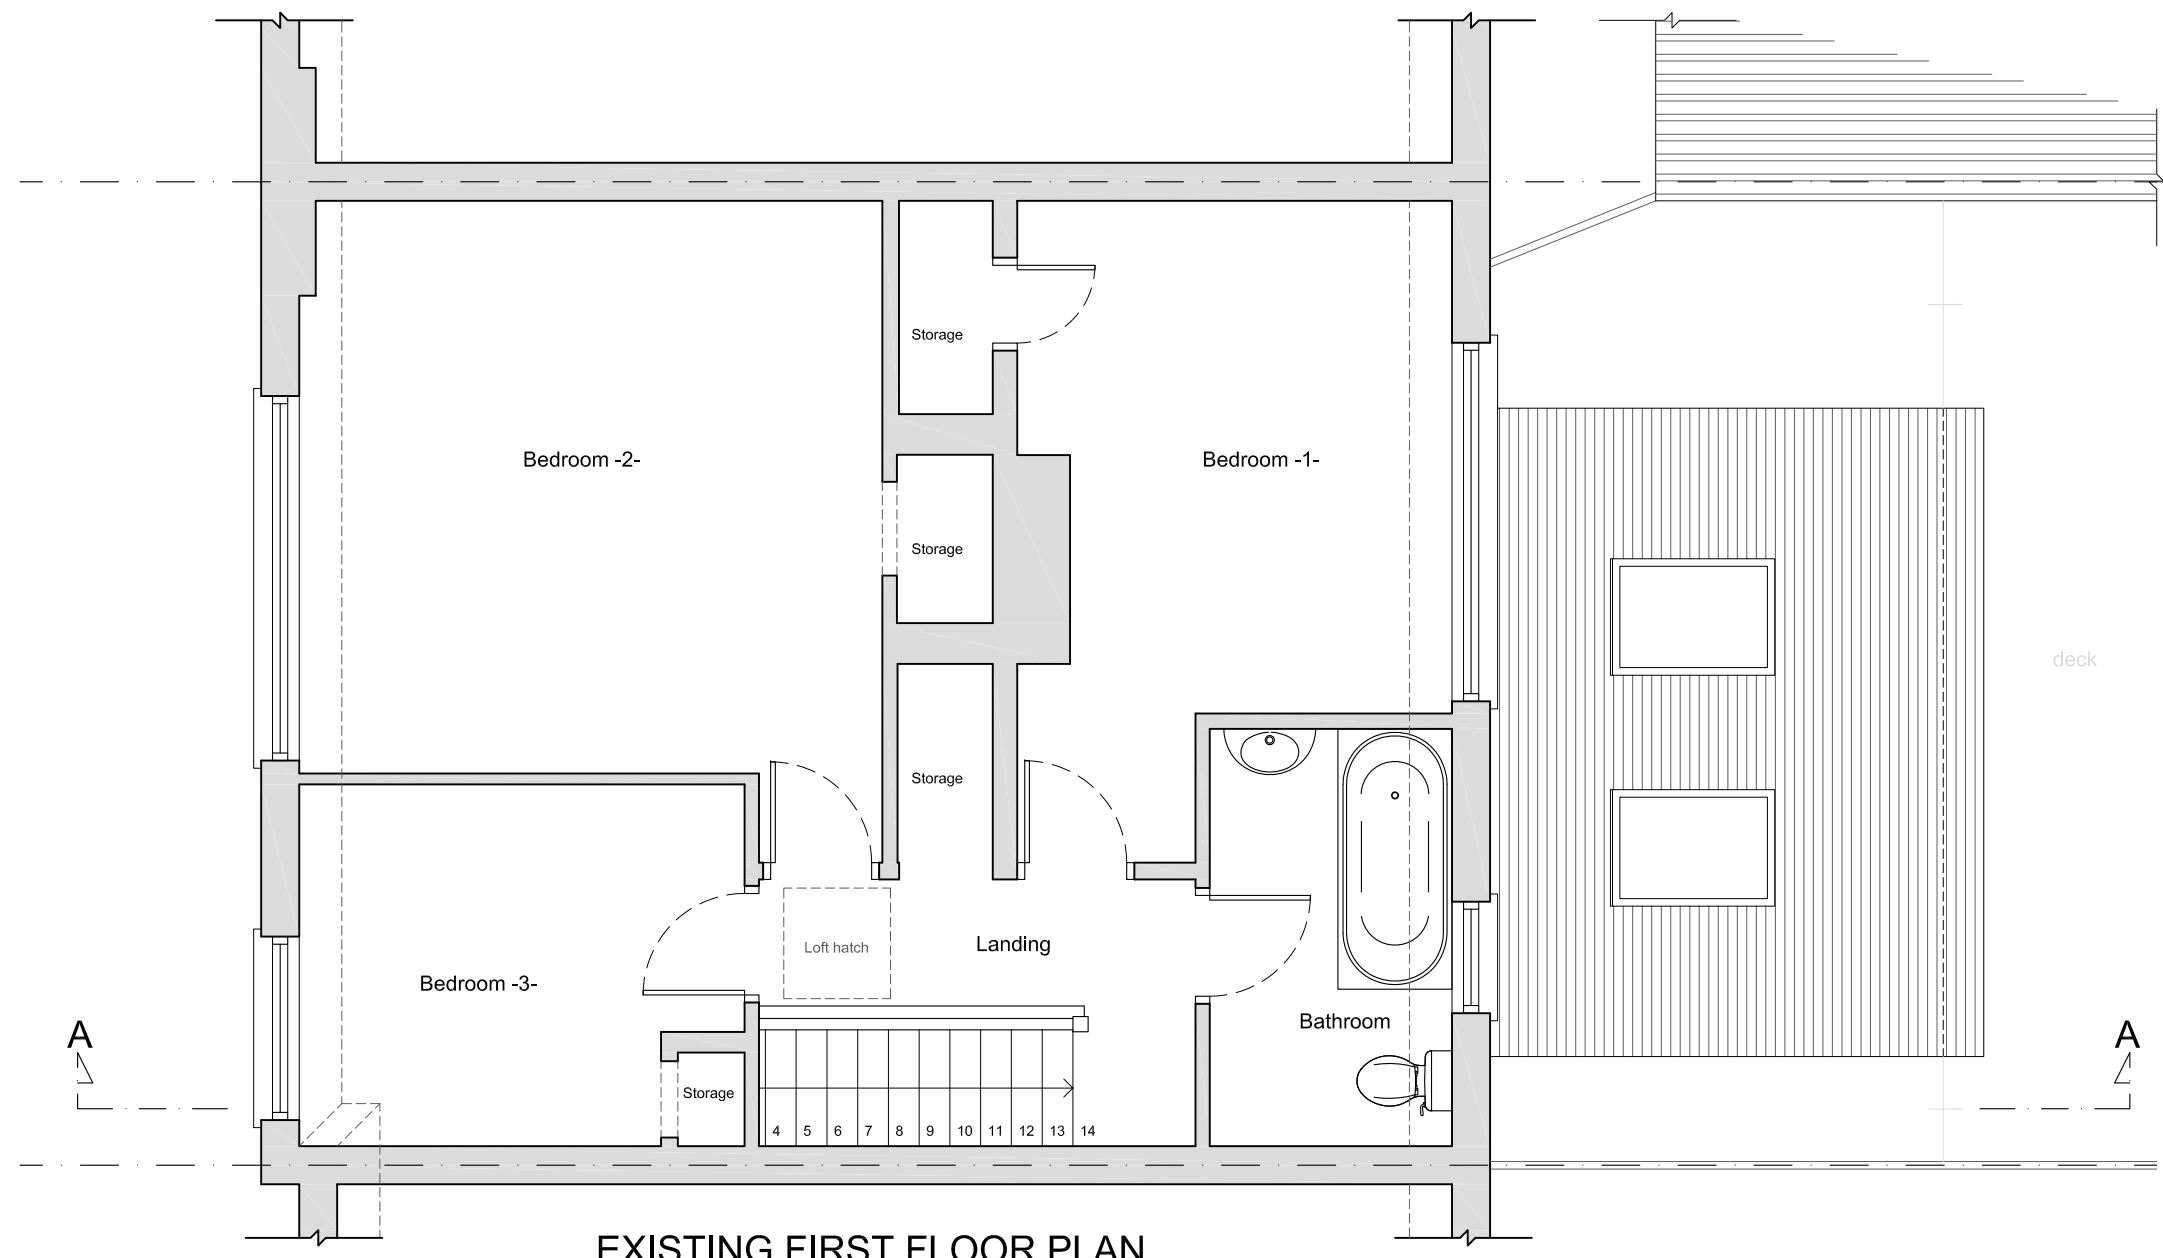 Storage
Bedroom -2-
Bedroom -1-
Storage
deck
Storage
Loft hatch
Landing
Bedroom -3-
Bathroom
A
A
Storage
4 5 6 7 8 9 10 11 12 13 14
EXISTING FIRST FLOOR PLAN